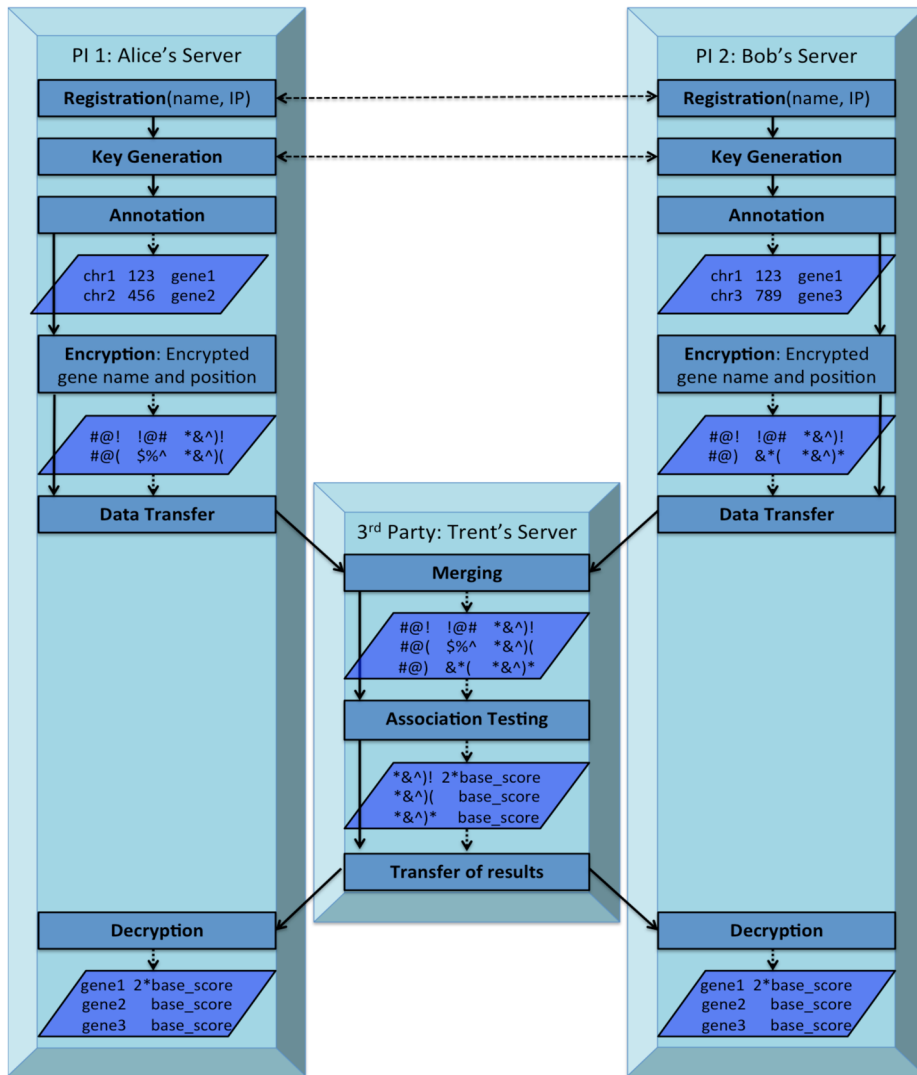 PI 1: Alice's Server
Registration(name, IP)
Key Generation
Annotation
chr1 123 gene1
chr2 456 gene2
Encryption: Encrypted
gene name and position
#@! !@# *&^)!
#@( $%^ *&^)(
Data Transfer
PI 2: Bob's Server
Registration(name, IP)
Key Generation
Annotation
chr1 123 gene1
chr3 789 gene3
Encryption: Encrypted
gene name and position
#@! !@# *&^)!
#@) &*( *&^)*
Data Transfer
3rd Party: Trent's Server
Merging
#@! !@# *&^)!
#@( $%^ *&^)(
#@) &*( *&^)*
Association Testing
*&^)! 2*base_score
*&^)( base_score
*&^)* base_score
Transfer of results
Decryption
gene1 2*base_score
gene2 base_score
gene3 base_score
Decryption
gene1 2*base_score
gene2 base_score
gene3 base_score